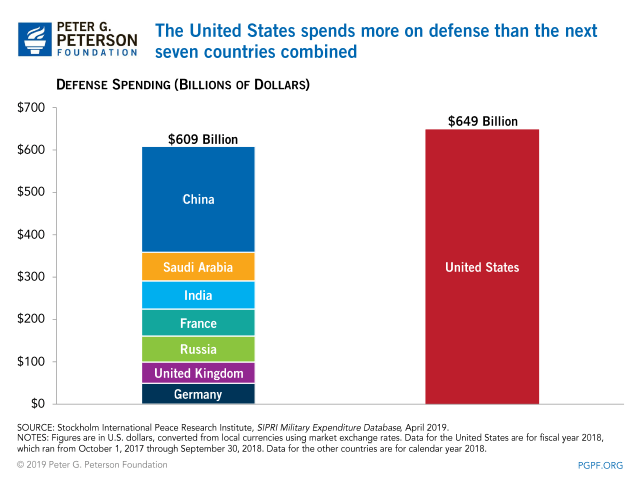 PETER G.
PETERSON
FOUNDATION
The United States spends more on defense than the next
seven countries combined
DEFENSE SPENDING (BILLIONS OF DOLLARS)
$700
$600
$500
$400
$300
$200
$100
$0
$609 Billion
China
Saudi Arabia
India
France
Russia
United Kingdom
Germany
$649 Billion
United States
SOURCE: Stockholm International Peace Research Institute, SIPRI Military Expenditure Database, April 2019.
NOTES: Figures are in U.S. dollars, converted from local currencies using market exchange rates. Data for the United States are for fiscal year 2018,
which ran from October 1, 2017 through September 30, 2018. Data for the other countries are for calendar year 2018.
© 2019 Peter G. Peterson Foundation
PGPF.ORG